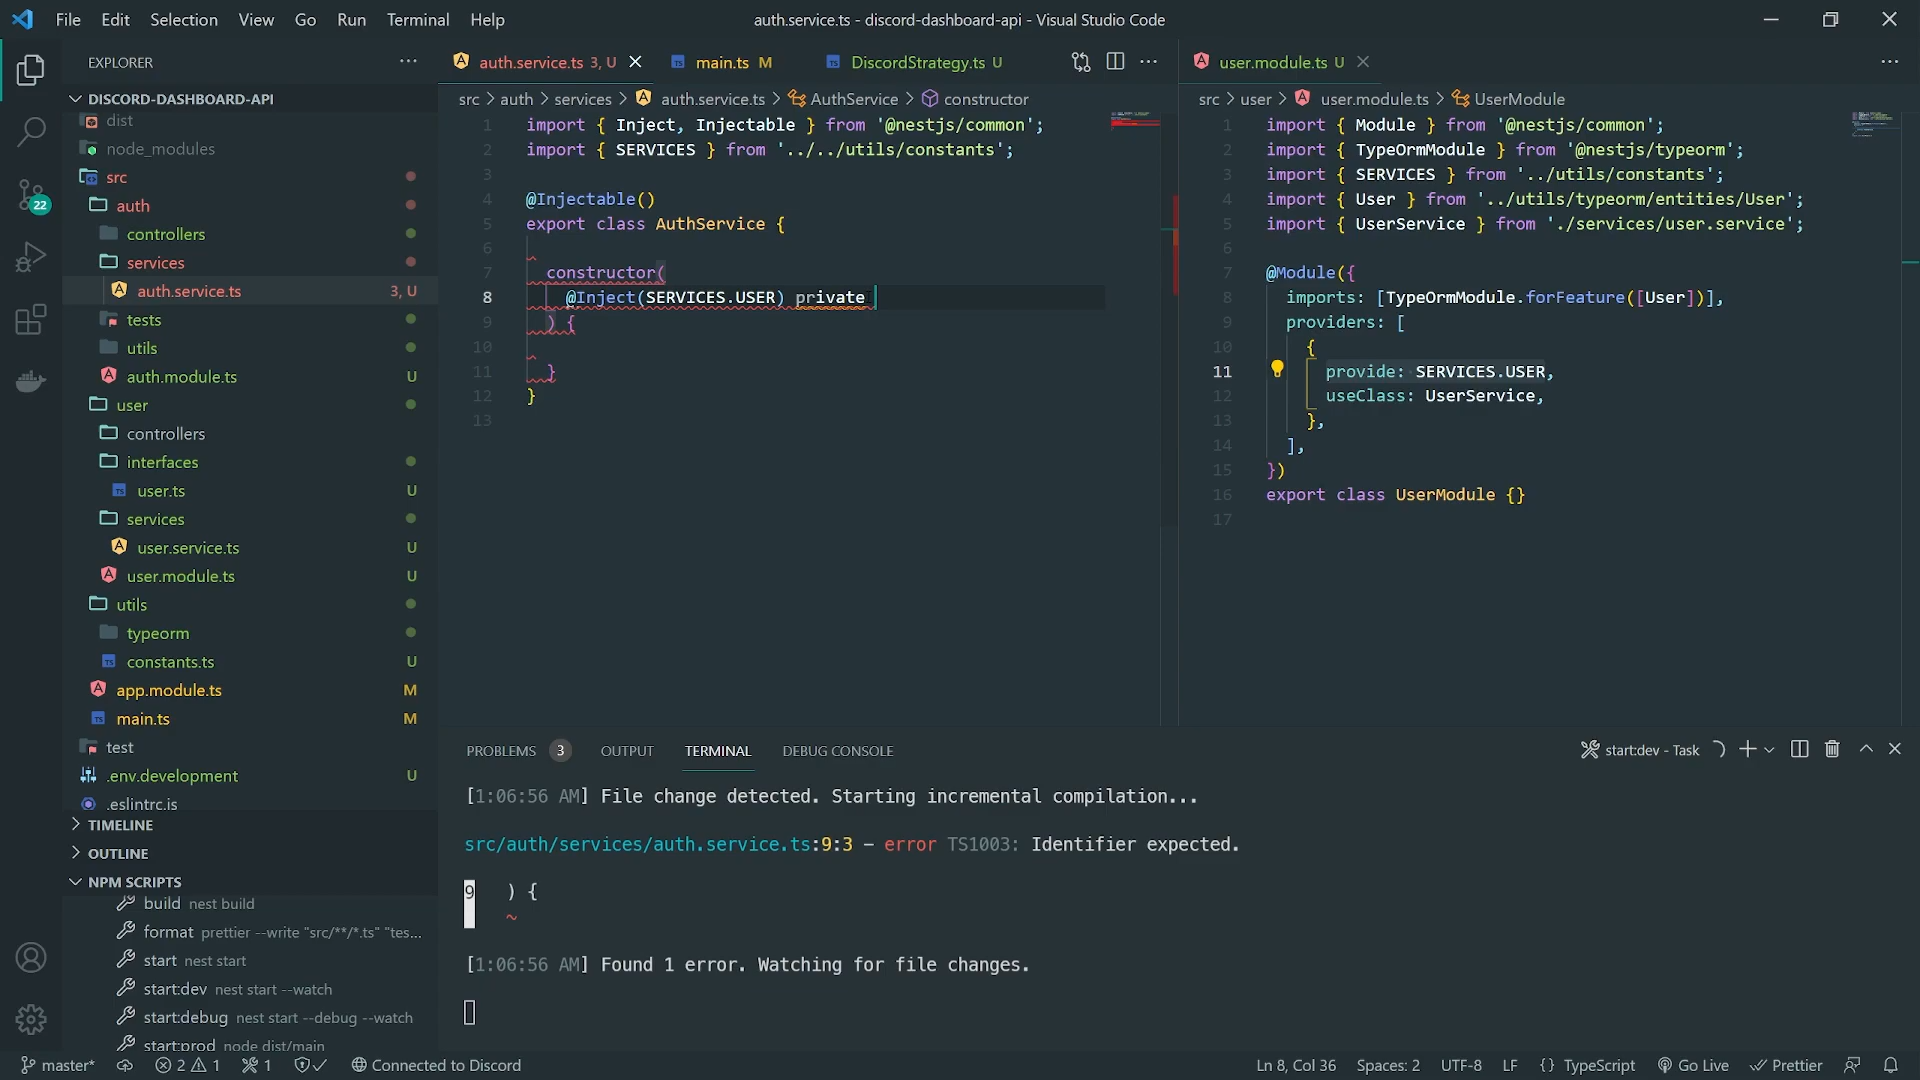 File Edit Selection View Go Run Terminal Help
auth.service.ts - discord-dashboard-api - Visual Studio Code
EXPLORER
DISCORD-DASHBOARD-API
dist
node_modules
src
auth
controllers
services
auth.service.ts 3, U
tests
utils
auth.module.ts U
user
controllers
interfaces
user.ts U
services
user.service.ts U
user.module.ts U
utils
typeorm
constants.ts U
app.module.ts M
main.ts M
test
.env.development U
.eslintrc.js
TIMELINE
OUTLINE
NPM SCRIPTS
build nest build
format prettier --write "src/**/*.ts" "tes...
start nest start
start:dev nest start --watch
start:debug nest start --debug --watch
start:prod node dist/main
auth.service.ts 3, U
main.ts M
DiscordStrategy.ts U
src > auth > services > auth.service.ts > AuthService > constructor
1 import { Inject, Injectable } from '@nestjs/common';
2 import { SERVICES } from '../../utils/constants';
3
4 @Injectable()
5 export class AuthService {
6
7 constructor(
8 @Inject(SERVICES.USER) private
9 ) {
10
11 }
12 }
13
user.module.ts U
src > user > user.module.ts > UserModule
1 import { Module } from '@nestjs/common';
2 import { TypeOrmModule } from '@nestjs/typeorm';
3 import { SERVICES } from '../utils/constants';
4 import { User } from '../utils/typeorm/entities/User';
5 import { UserService } from './services/user.service';
6
7 @Module({
8 imports: [TypeOrmModule.forFeature([User])],
9 providers: [
10 {
11 provide: SERVICES.USER,
12 useClass: UserService,
13 },
14 ],
15 })
16 export class UserModule {}
17
PROBLEMS 3 OUTPUT TERMINAL DEBUG CONSOLE
start:dev - Task
[1:06:56 AM] File change detected. Starting incremental compilation...
src/auth/services/auth.service.ts:9:3 - error TS1003: Identifier expected.
9 ) {
~
[1:06:56 AM] Found 1 error. Watching for file changes.
22
master* 2 1 1 Connected to Discord
Ln 8, Col 36 Spaces: 2 UTF-8 LF {} TypeScript Go Live Prettier